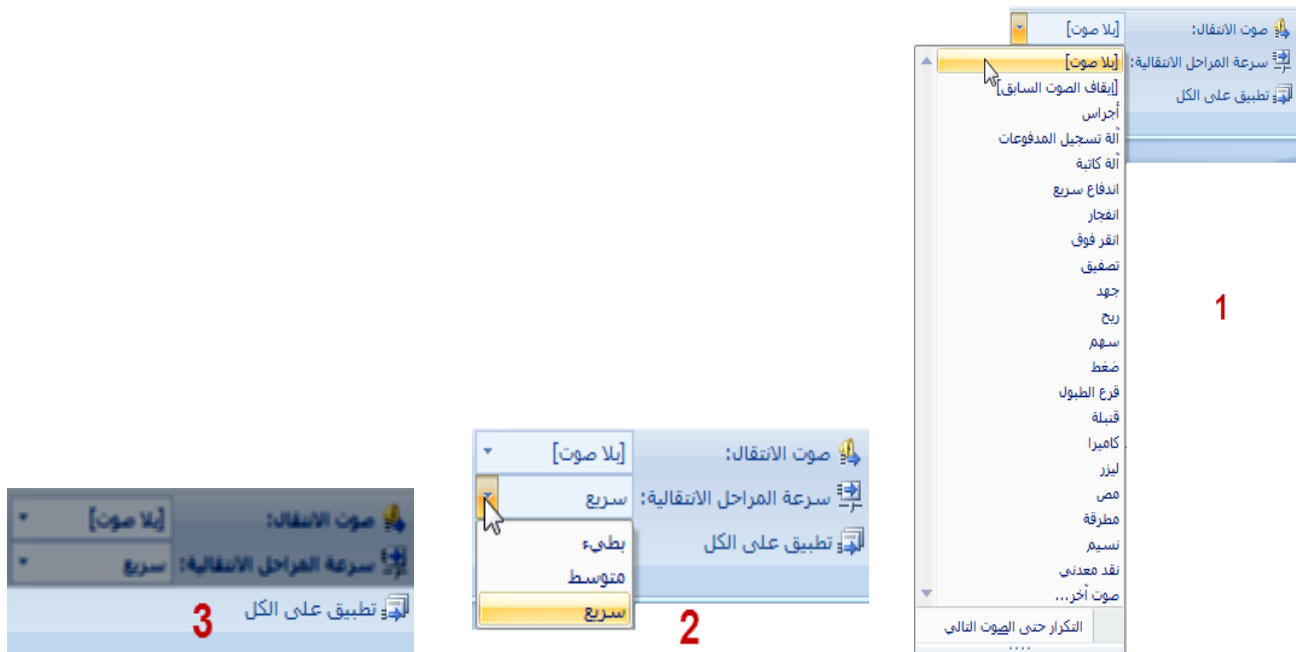 صوت الانتقال: [بلا صوت]
سرعة المراحل الانتقالية:
تطبيق على الكل
[بلا صوت]
[إيقاف الصوت السابق]
أجراس
آلة تسجيل المدفوعات
آلة كاتبة
اندفاع سريع
انفجار
انقر فوق
تصفيق
جهد
ريح
سهم
ضغط
قرع الطبول
قنبلة
كاميرا
ليزر
مص
مطرقة
نسيم
نقد معدني
صوت آخر...
التكرار حتى الصوت التالي
1
صوت الانتقال: [بلا صوت]
سرعة المراحل الانتقالية: سريع
تطبيق على الكل
بطيء
متوسط
سريع
2
صوت الانتقال: [بلا صوت]
سرعة المراحل الانتقالية: سريع
تطبيق على الكل
3